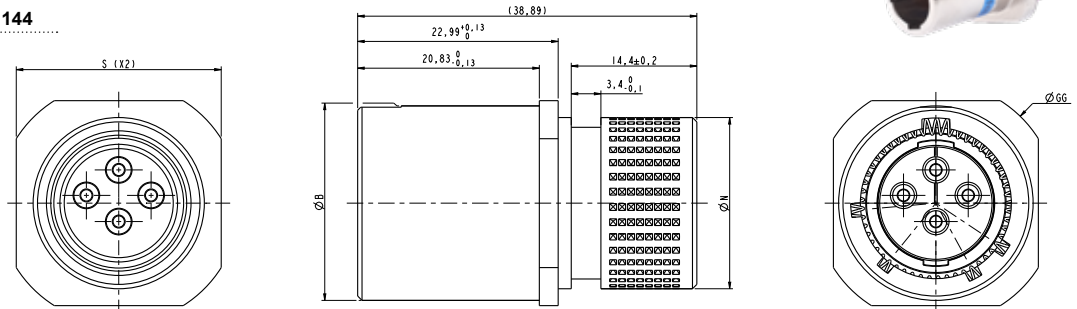 144
S (X2)
(38,89)
22,99 +0,13 0
20,83 0 -0,13
14,4±0,2
3,4 0 -0,1
ØB
ØN
ØGG